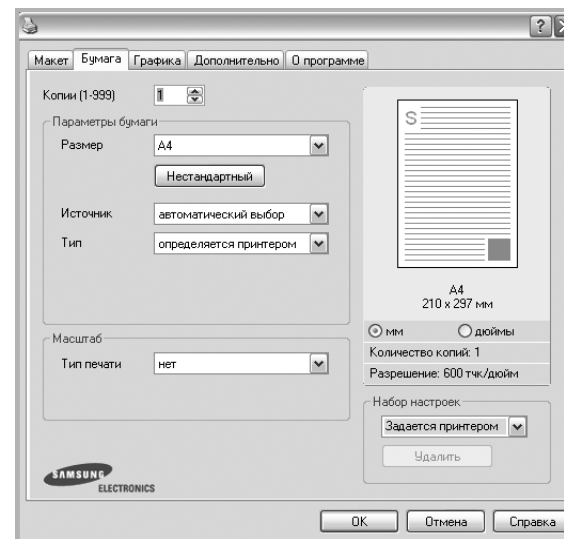 ?
Макет Бумага Графика Дополнительно О программе
Копии (1-999) 1
Параметры бумаги
Размер A4
Нестандартный
Источник автоматический выбор
Тип определяется принтером
Масштаб
Тип печати нет
SAMSUNG
ELECTRONICS
S
A4
210 x 297 мм
мм дюймы
Количество копий: 1
Разрешение: 600 тчк/дюйм
Набор настроек
Задается принтером
Удалить
OK Отмена Справка